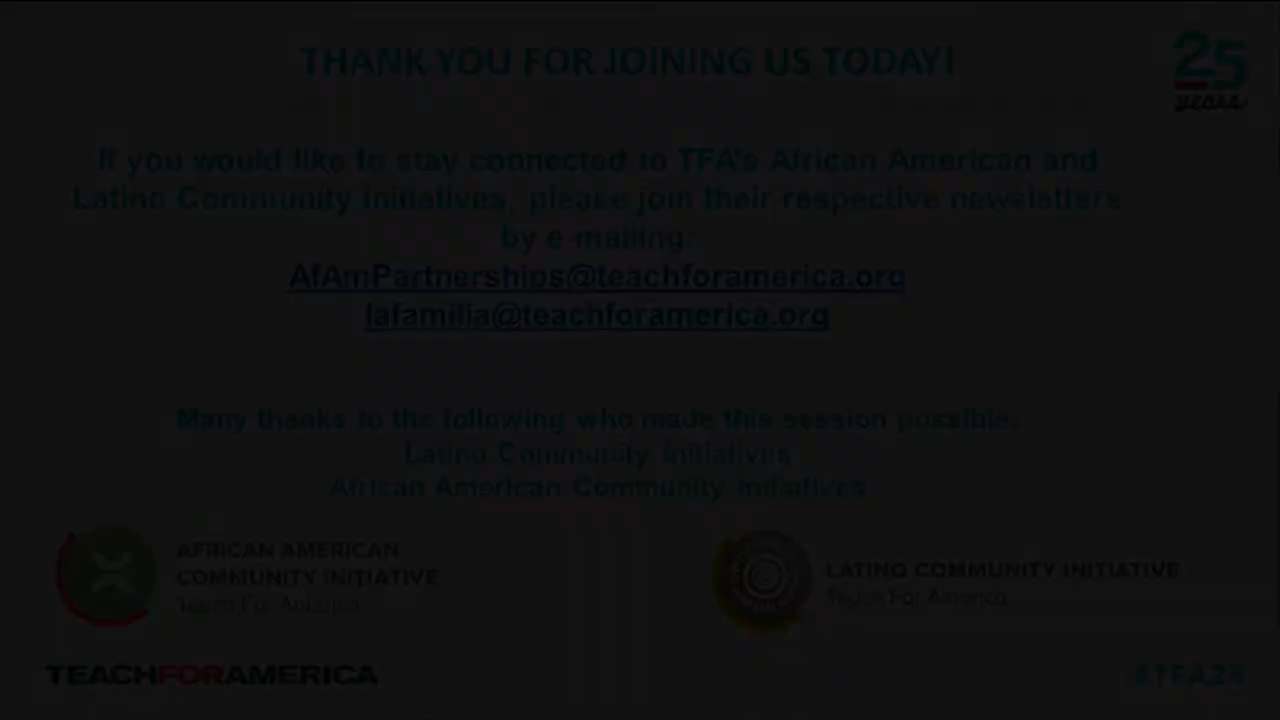 THANK YOU FOR JOINING US TODAY!
25
years
If you would like to stay connected to TFA's African American and
Latino Community Initiatives, please join their respective newsletters
by e-mailing:
AfAmPartnerships@teachforamerica.org
lafamilia@teachforamerica.org
Many thanks to the following who made this session possible:
Latino Community Initiatives
African American Community Initiatives
AFRICAN AMERICAN
COMMUNITY INITIATIVE
Teach For America
LATINO COMMUNITY INITIATIVE
Teach For America
TEACHFORAMERICA
#TFA25